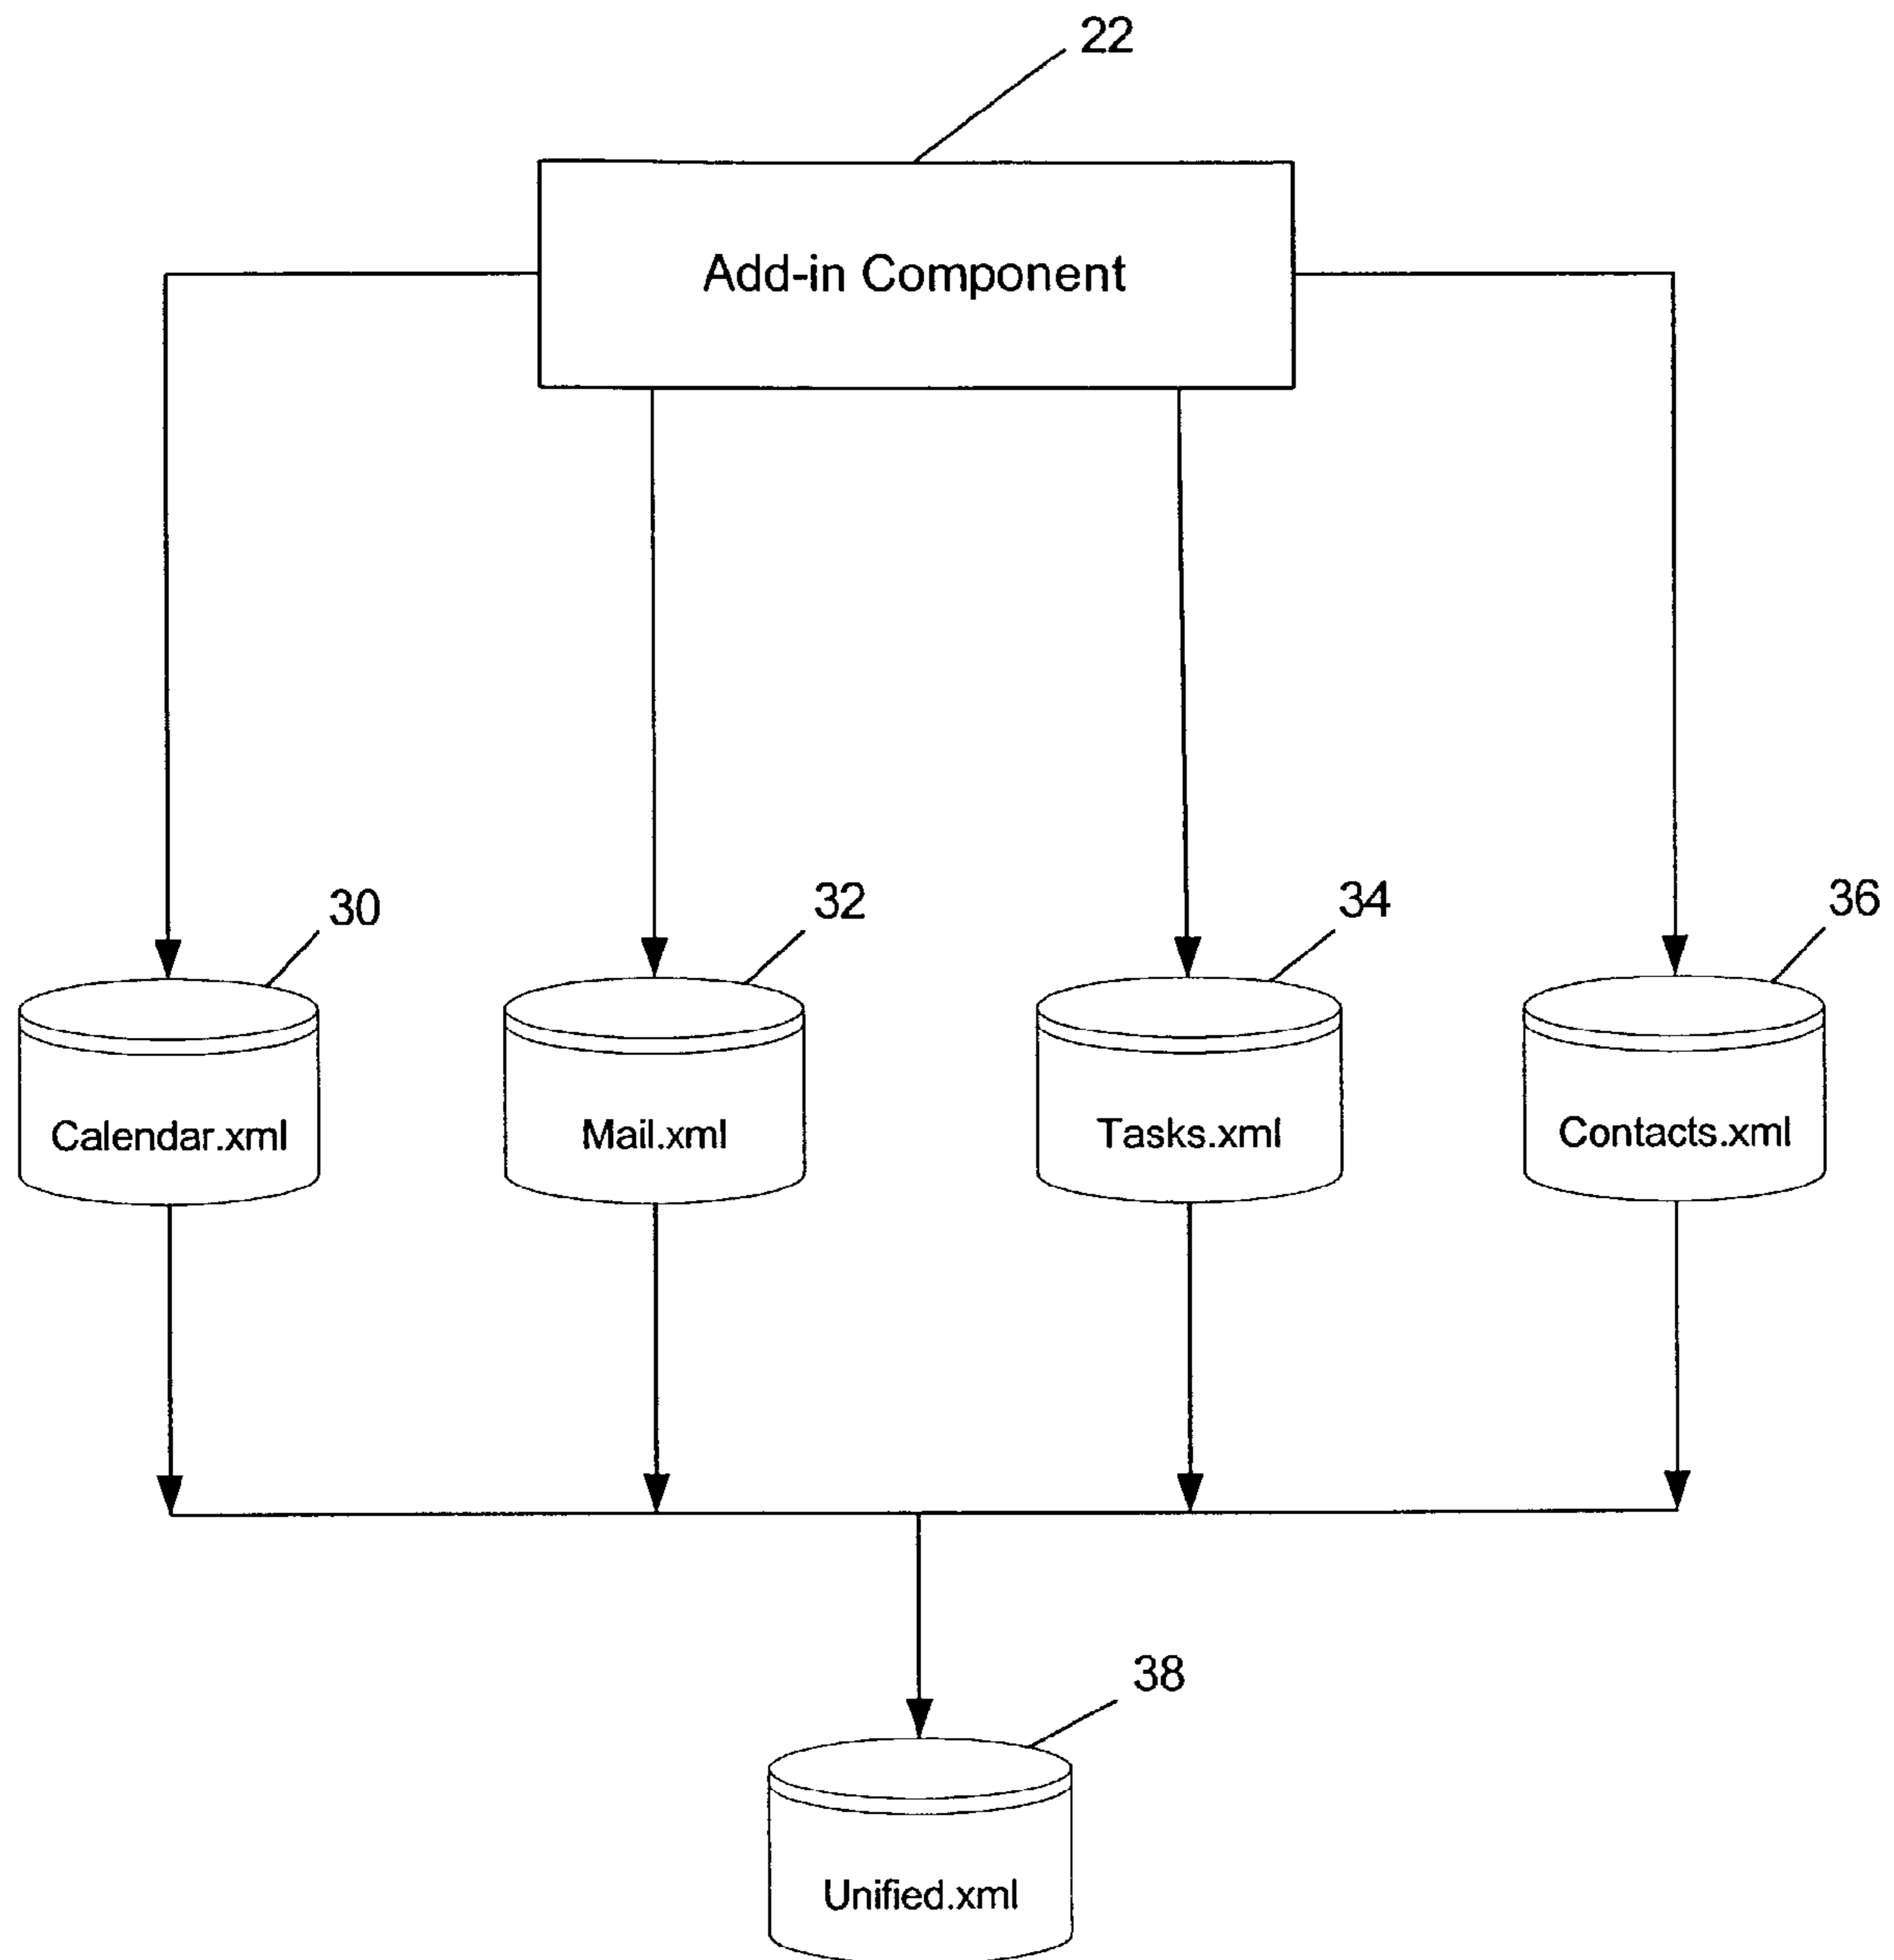 22
Add-in Component
30
32
34
36
Calendar.xml
Mail.xml
Tasks.xml
Contacts.xml
38
Unified.xml